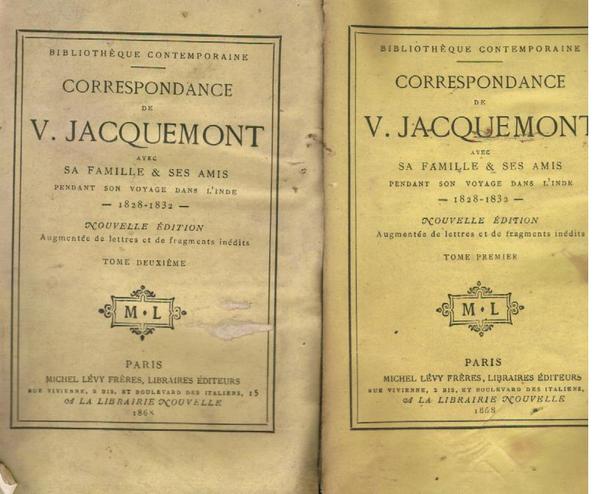 BIBLIOTHÈQUE CONTEMPORAINE
CORRESPONDANCE
DE
V. JACQUEMONT
AVEC
SA FAMILLE & SES AMIS
PENDANT SON VOYAGE DANS L'INDE
— 1828-1832 —
NOUVELLE ÉDITION
Augmentée de lettres et de fragments inédits
TOME DEUXIÈME
M·L
PARIS
MICHEL LÉVY FRÈRES, LIBRAIRES ÉDITEURS
RUE VIVIENNE, 2 BIS, ET BOULEVARD DES ITALIENS, 15
A LA LIBRAIRIE NOUVELLE
1868
BIBLIOTHÈQUE CONTEMPORAINE
CORRESPONDANCE
DE
V. JACQUEMONT
AVEC
SA FAMILLE & SES AMIS
PENDANT SON VOYAGE DANS L'INDE
— 1828-1832 —
NOUVELLE ÉDITION
Augmentée de lettres et de fragments inédits
TOME PREMIER
M·L
PARIS
MICHEL LÉVY FRÈRES, LIBRAIRES ÉDITEURS
RUE VIVIENNE, 2 BIS, ET BOULEVARD DES ITALIENS,
A LA LIBRAIRIE NOUVELLE
1868